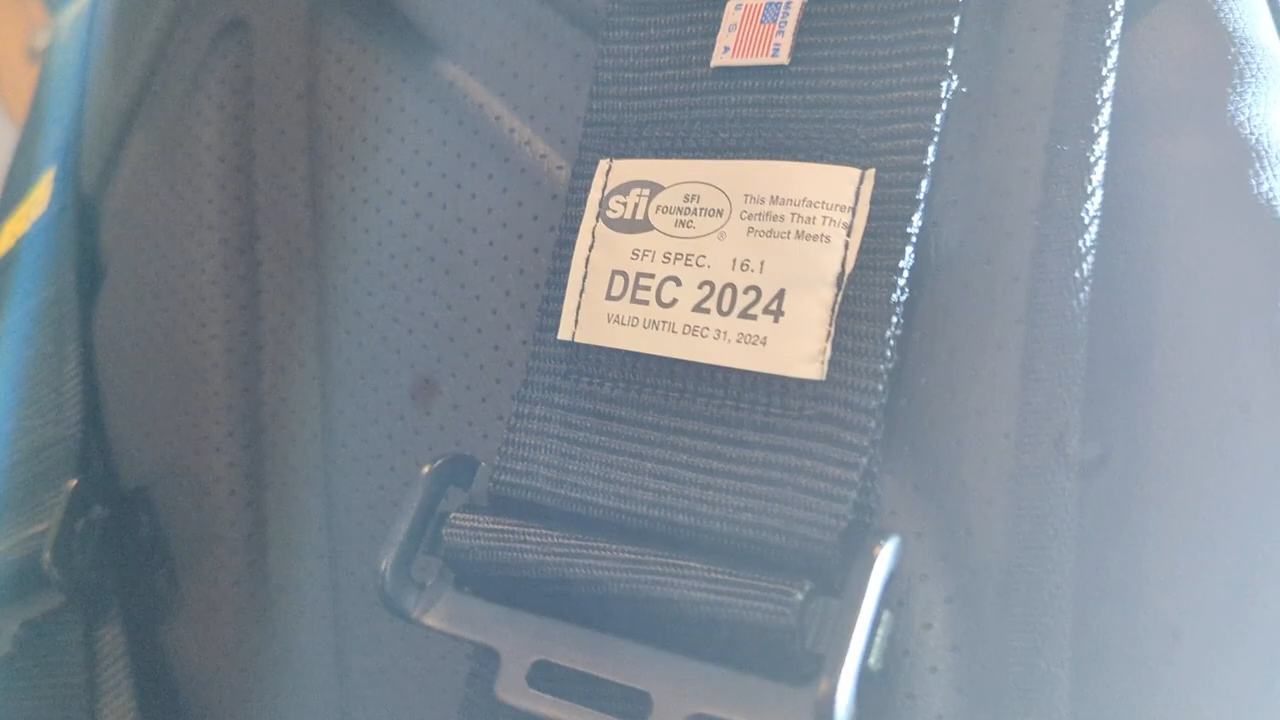 MADE IN
U.S.A
sfi
SFI
FOUNDATION
INC.
®
This Manufacturer
Certifies That This
Product Meets
SFI SPEC. 16.1
DEC 2024
VALID UNTIL DEC 31, 2024